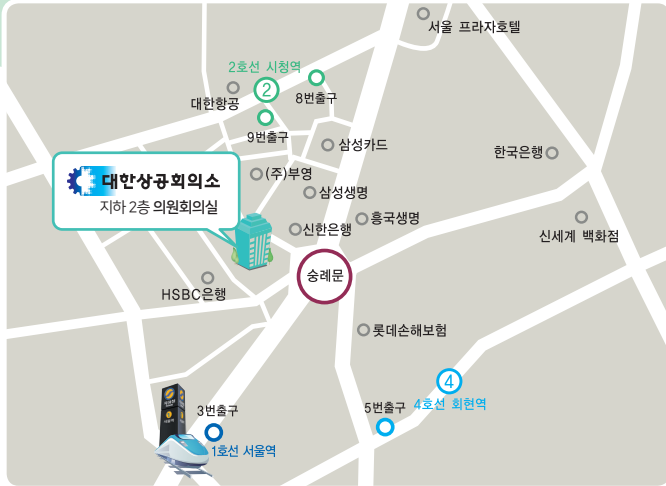 서울 프라자호텔
2호선 시청역
2
대한항공
8번출구
9번출구
삼성카드
한국은행
(주)부영
대한상공회의소
지하 2층 의원회의실
삼성생명
흥국생명
신한은행
신세계 백화점
숭례문
HSBC은행
롯데손해보험
4
4호선 회현역
5번출구
3번출구
1호선 서울역